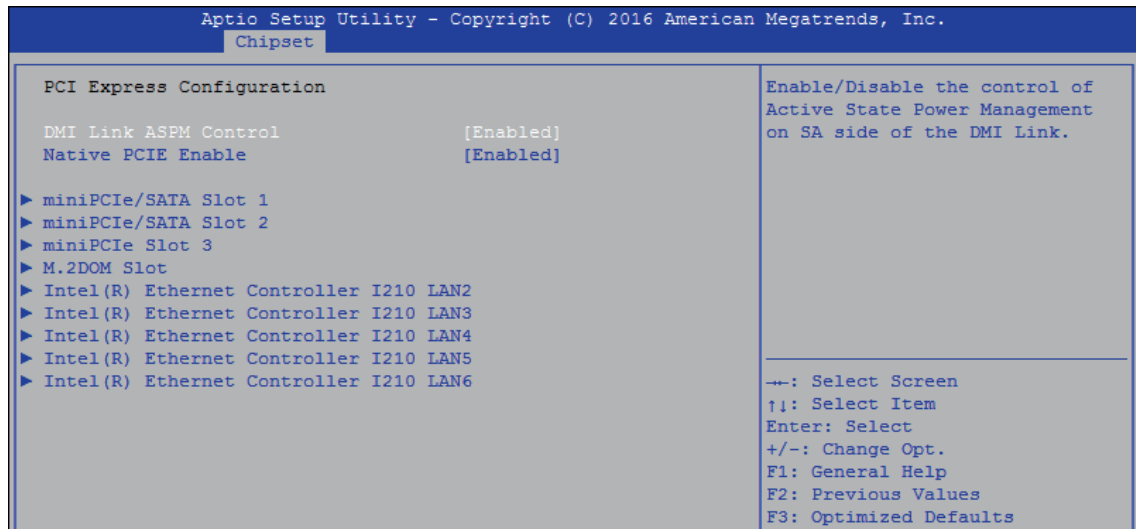 Aptio Setup Utility - Copyright (C) 2016 American Megatrends, Inc.
Chipset
PCI Express Configuration
DMI Link ASPM Control [Enabled]
Native PCIE Enable [Enabled]
► miniPCIe/SATA Slot 1
► miniPCIe/SATA Slot 2
► miniPCIe Slot 3
► M.2DOM Slot
► Intel(R) Ethernet Controller I210 LAN2
► Intel(R) Ethernet Controller I210 LAN3
► Intel(R) Ethernet Controller I210 LAN4
► Intel(R) Ethernet Controller I210 LAN5
► Intel(R) Ethernet Controller I210 LAN6
Enable/Disable the control of
Active State Power Management
on SA side of the DMI Link.
→←: Select Screen
↑↓: Select Item
Enter: Select
+/-: Change Opt.
F1: General Help
F2: Previous Values
F3: Optimized Defaults